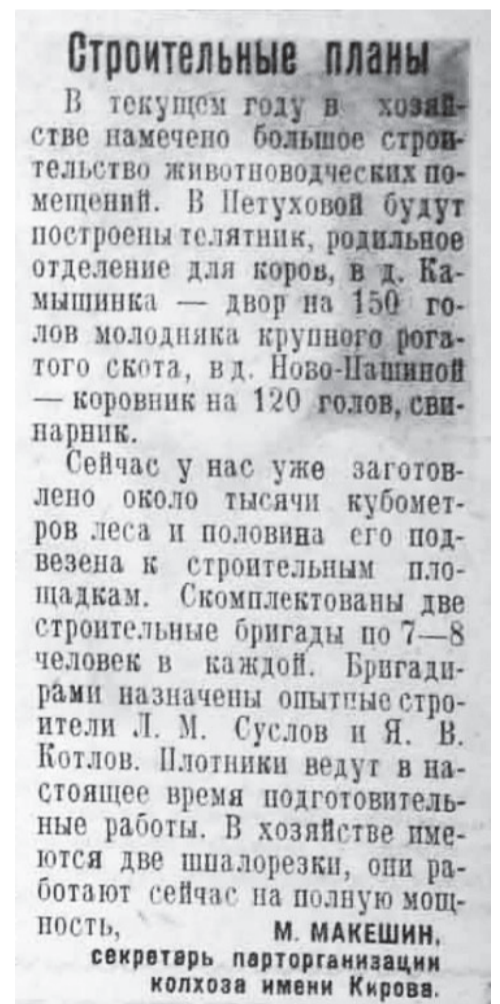 Строительные планы
В текущем году в хозяй-
стве намечено большое строи-
тельство животноводческих по-
мещений. В Петуховой будут
построены телятник, родильное
отделение для коров, в д. Ка-
мышинка — двор на 150 го-
лов молодняка крупного рога-
того скота, в д. Ново-Пашиной
— коровник на 120 голов, сви-
нарник.
Сейчас у нас уже заготов-
лено около тысячи кубомет-
ров леса и половина его под-
везена к строительным пло-
щадкам. Скомплектованы две
строительные бригады по 7—8
человек в каждой. Бригади-
рами назначены опытные стро-
ители Л. М. Суслов и Я. В.
Котлов. Плотники ведут в на-
стоящее время подготовитель-
ные работы. В хозяйстве име-
ются две шпалорезки, они ра-
ботают сейчас на полную мощ-
ность, М. МАКЕШИН.
секретарь парторганизации
колхоза имени Кирова.